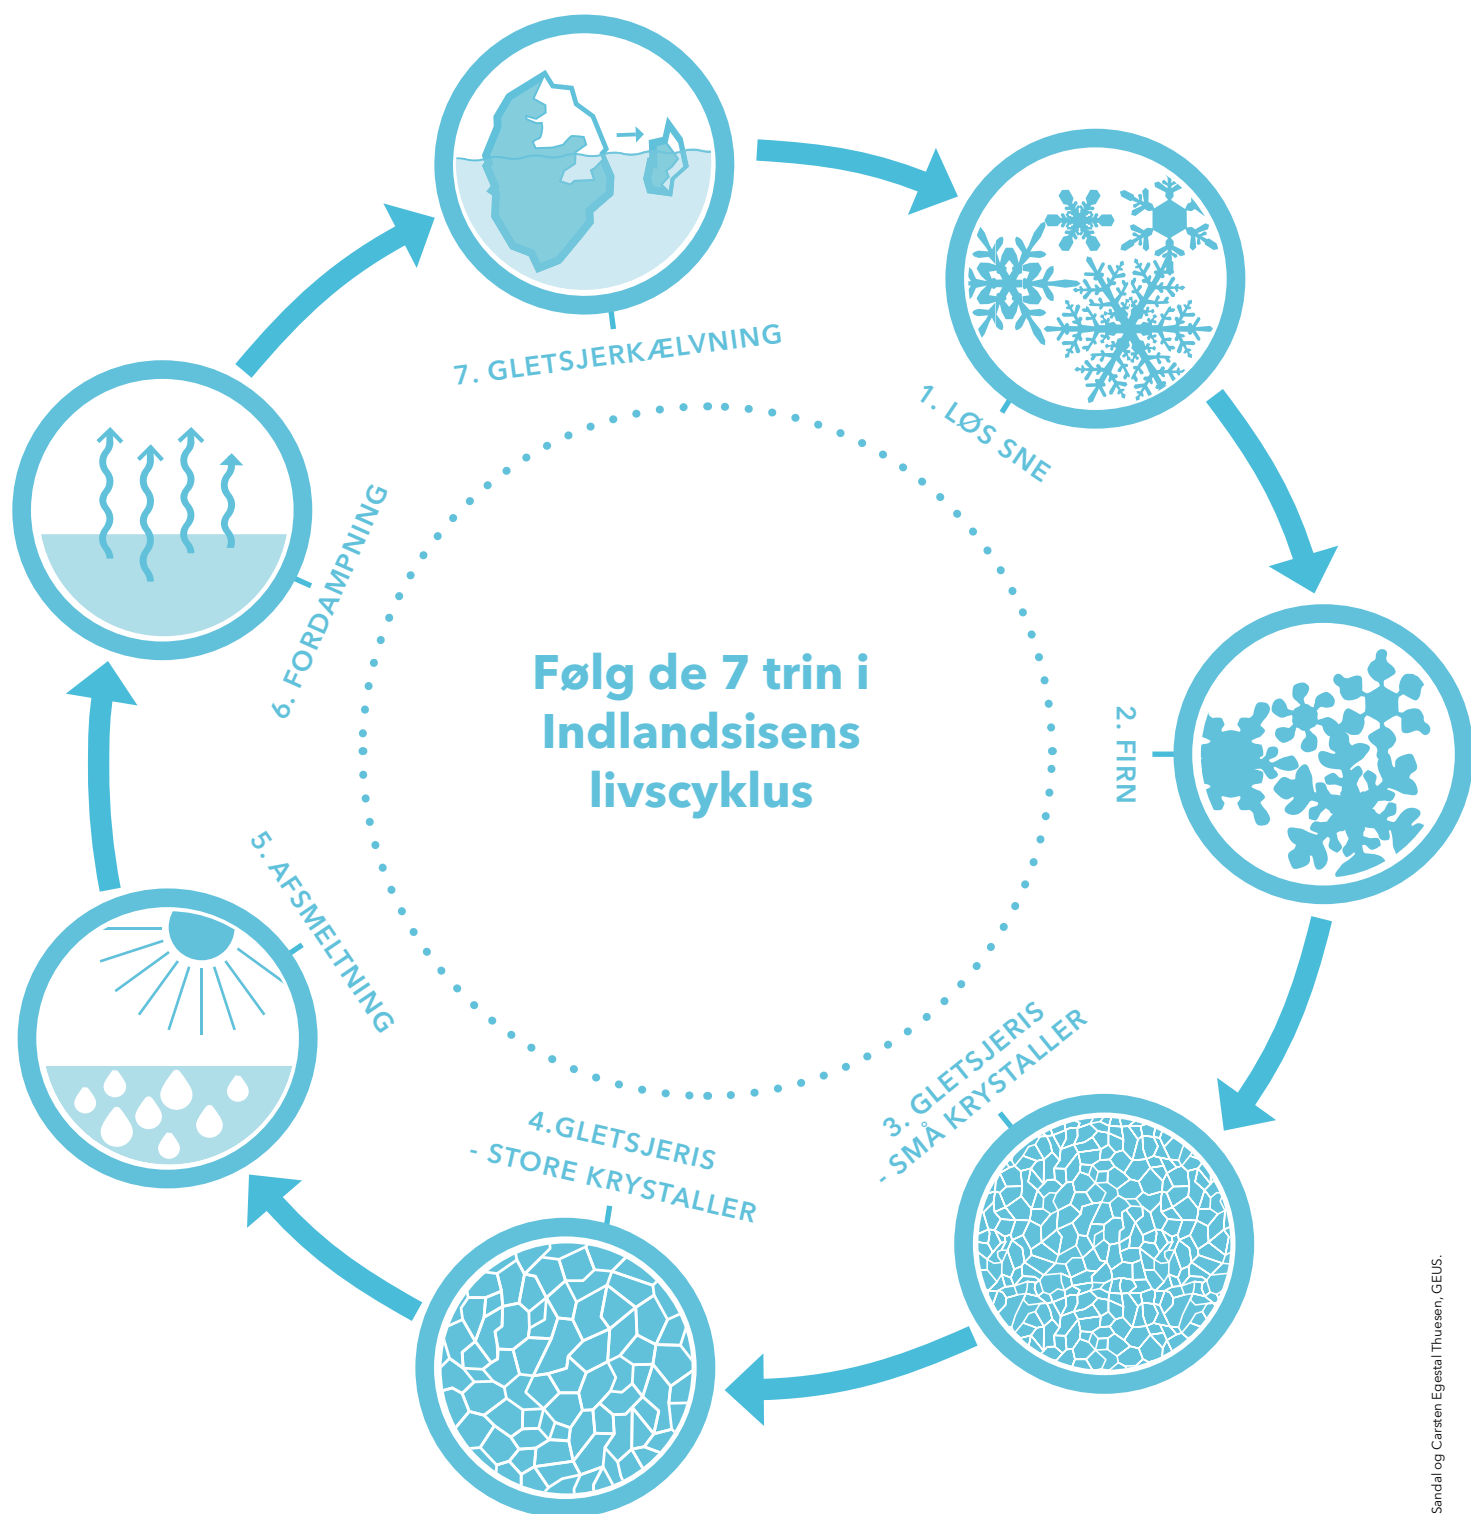 Følg de 7 trin i
Indlandsisens
livscyklus
1. LØS SNE
2. FIRN
3. GLETSJERIS
- SMÅ KRYSTALLER
4.GLETSJERIS
- STORE KRYSTALLER
5. AFSMELTNING
6. FORDAMPNING
7. GLETSJERKÆLVNING
Sandal og Carsten Egestal Thuesen, GEUS.